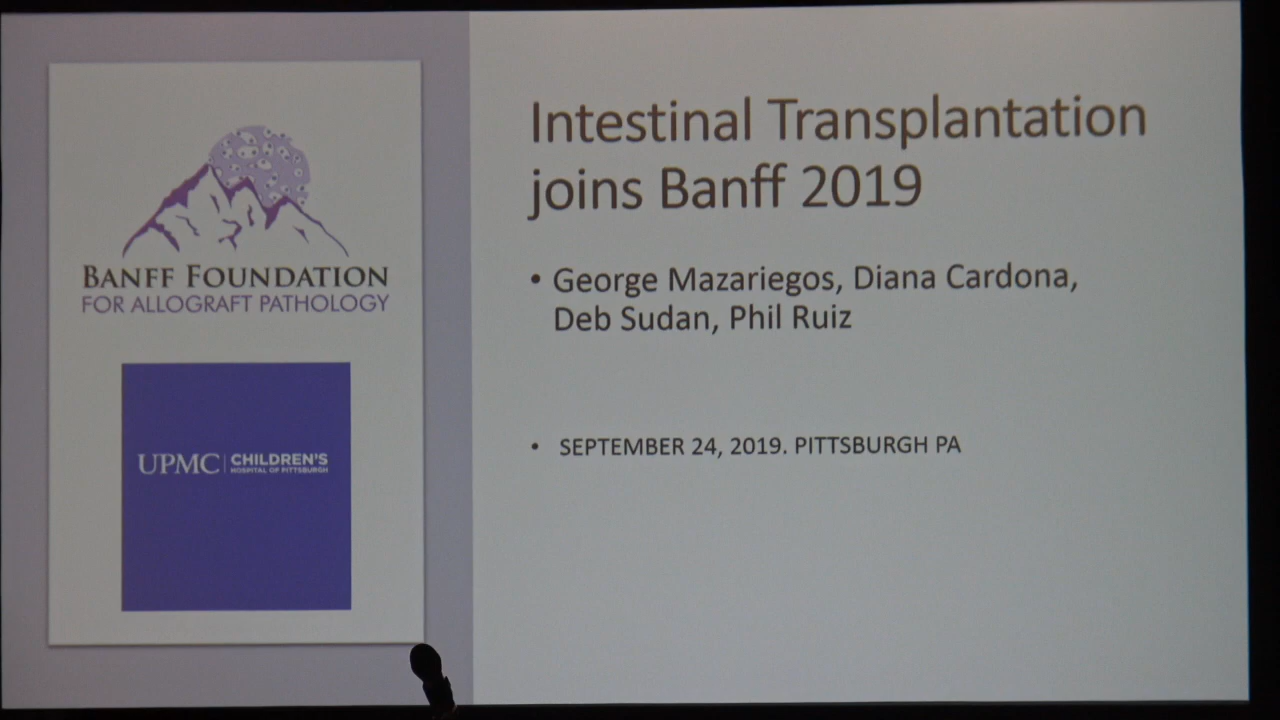 BANFF FOUNDATION
FOR ALLOGRAFT PATHOLOGY
UPMC | CHILDREN'S
HOSPITAL OF PITTSBURGH
Intestinal Transplantation
joins Banff 2019
• George Mazariegos, Diana Cardona,
Deb Sudan, Phil Ruiz
• SEPTEMBER 24, 2019. PITTSBURGH PA